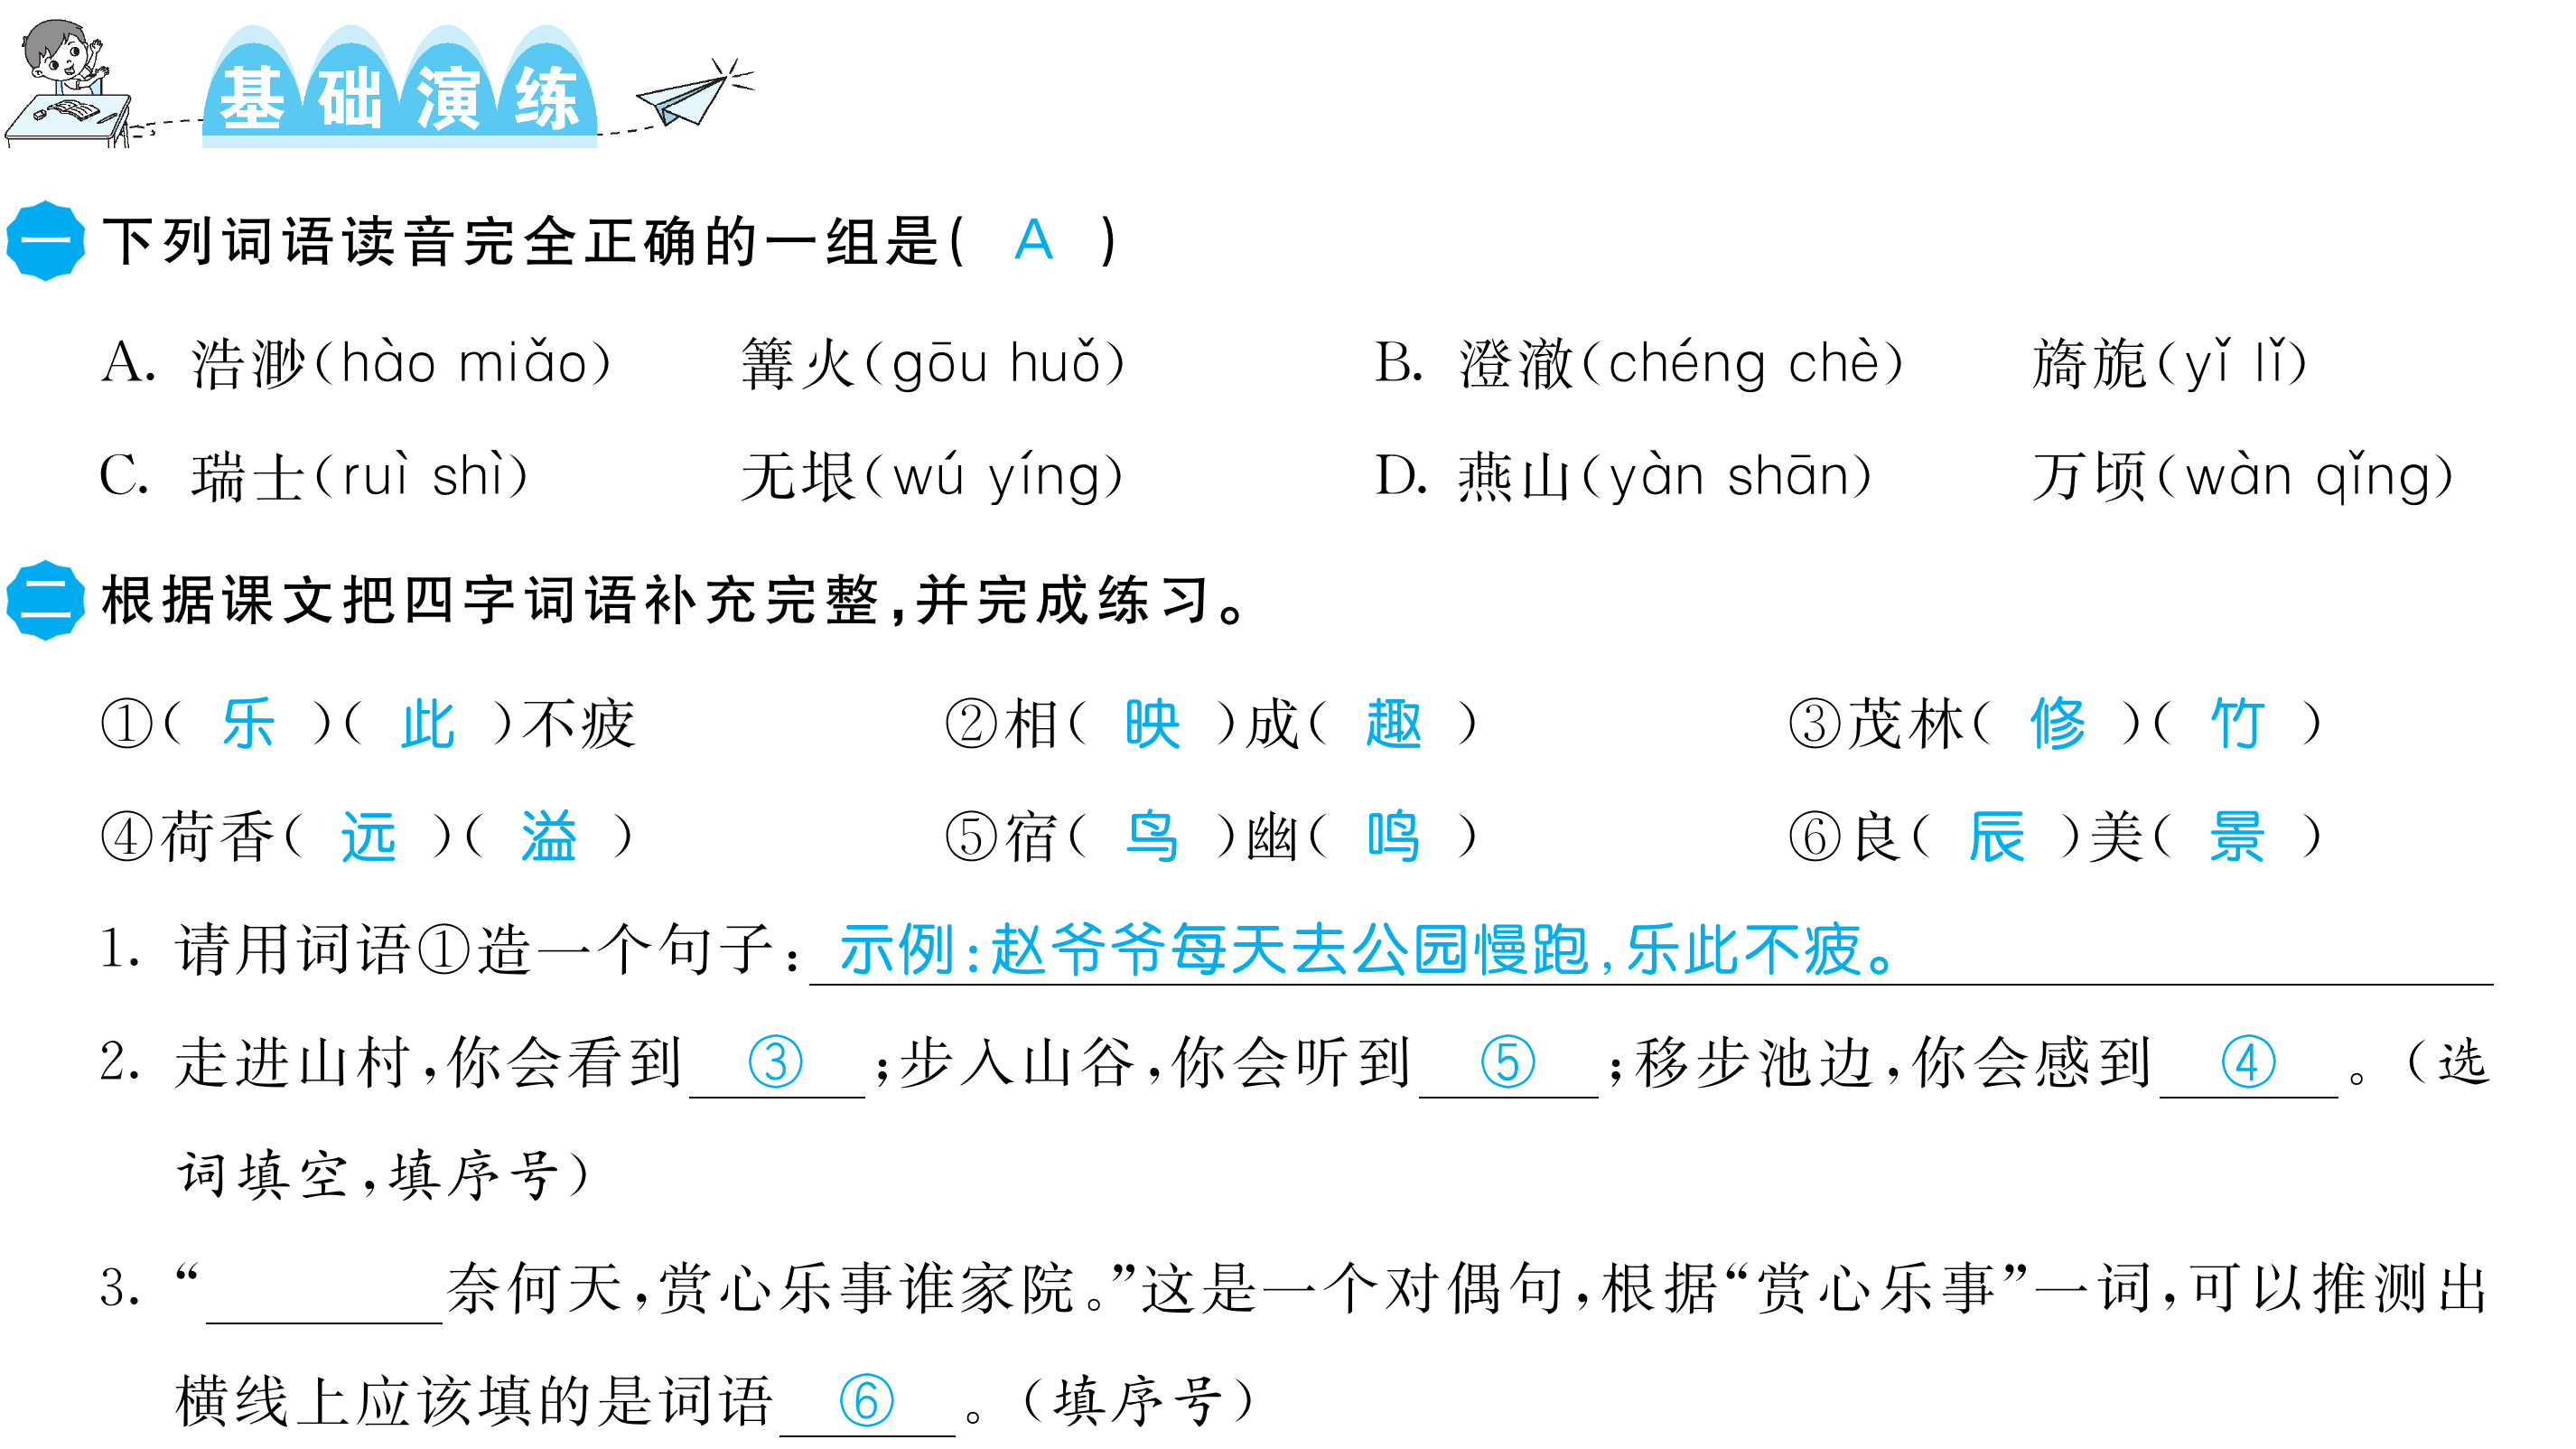 基础演练
一 下列词语读音完全正确的一组是( A )
A. 浩渺(hào miǎo) 篝火(gōu huǒ) B. 澄澈(chéng chè) 旖旎(yǐ lǐ)
C. 瑞士(ruì shì) 无垠(wú yíng) D. 燕山(yàn shān) 万顷(wàn qǐng)
二 根据课文把四字词语补充完整,并完成练习。
①( 乐 )( 此 )不疲 ②相( 映 )成( 趣 ) ③茂林( 修 )( 竹 )
④荷香( 远 )( 溢 ) ⑤宿( 鸟 )幽( 鸣 ) ⑥良( 辰 )美( 景 )
1. 请用词语①造一个句子:示例:赵爷爷每天去公园慢跑,乐此不疲。
2. 走进山村,你会看到 ③ ;步入山谷,你会听到 ⑤ ;移步池边,你会感到 ④ 。(选
词填空,填序号)
3. “________奈何天,赏心乐事谁家院。”这是一个对偶句,根据“赏心乐事”一词,可以推测出
横线上应该填的是词语 ⑥ 。(填序号)